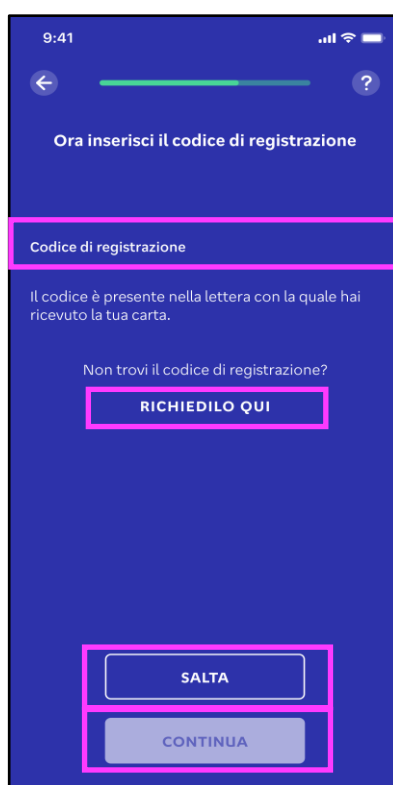 9:41
?
Ora inserisci il codice di registrazione
Codice di registrazione
Il codice è presente nella lettera con la quale hai
ricevuto la tua carta.
Non trovi il codice di registrazione?
RICHIEDILO QUI
SALTA
CONTINUA